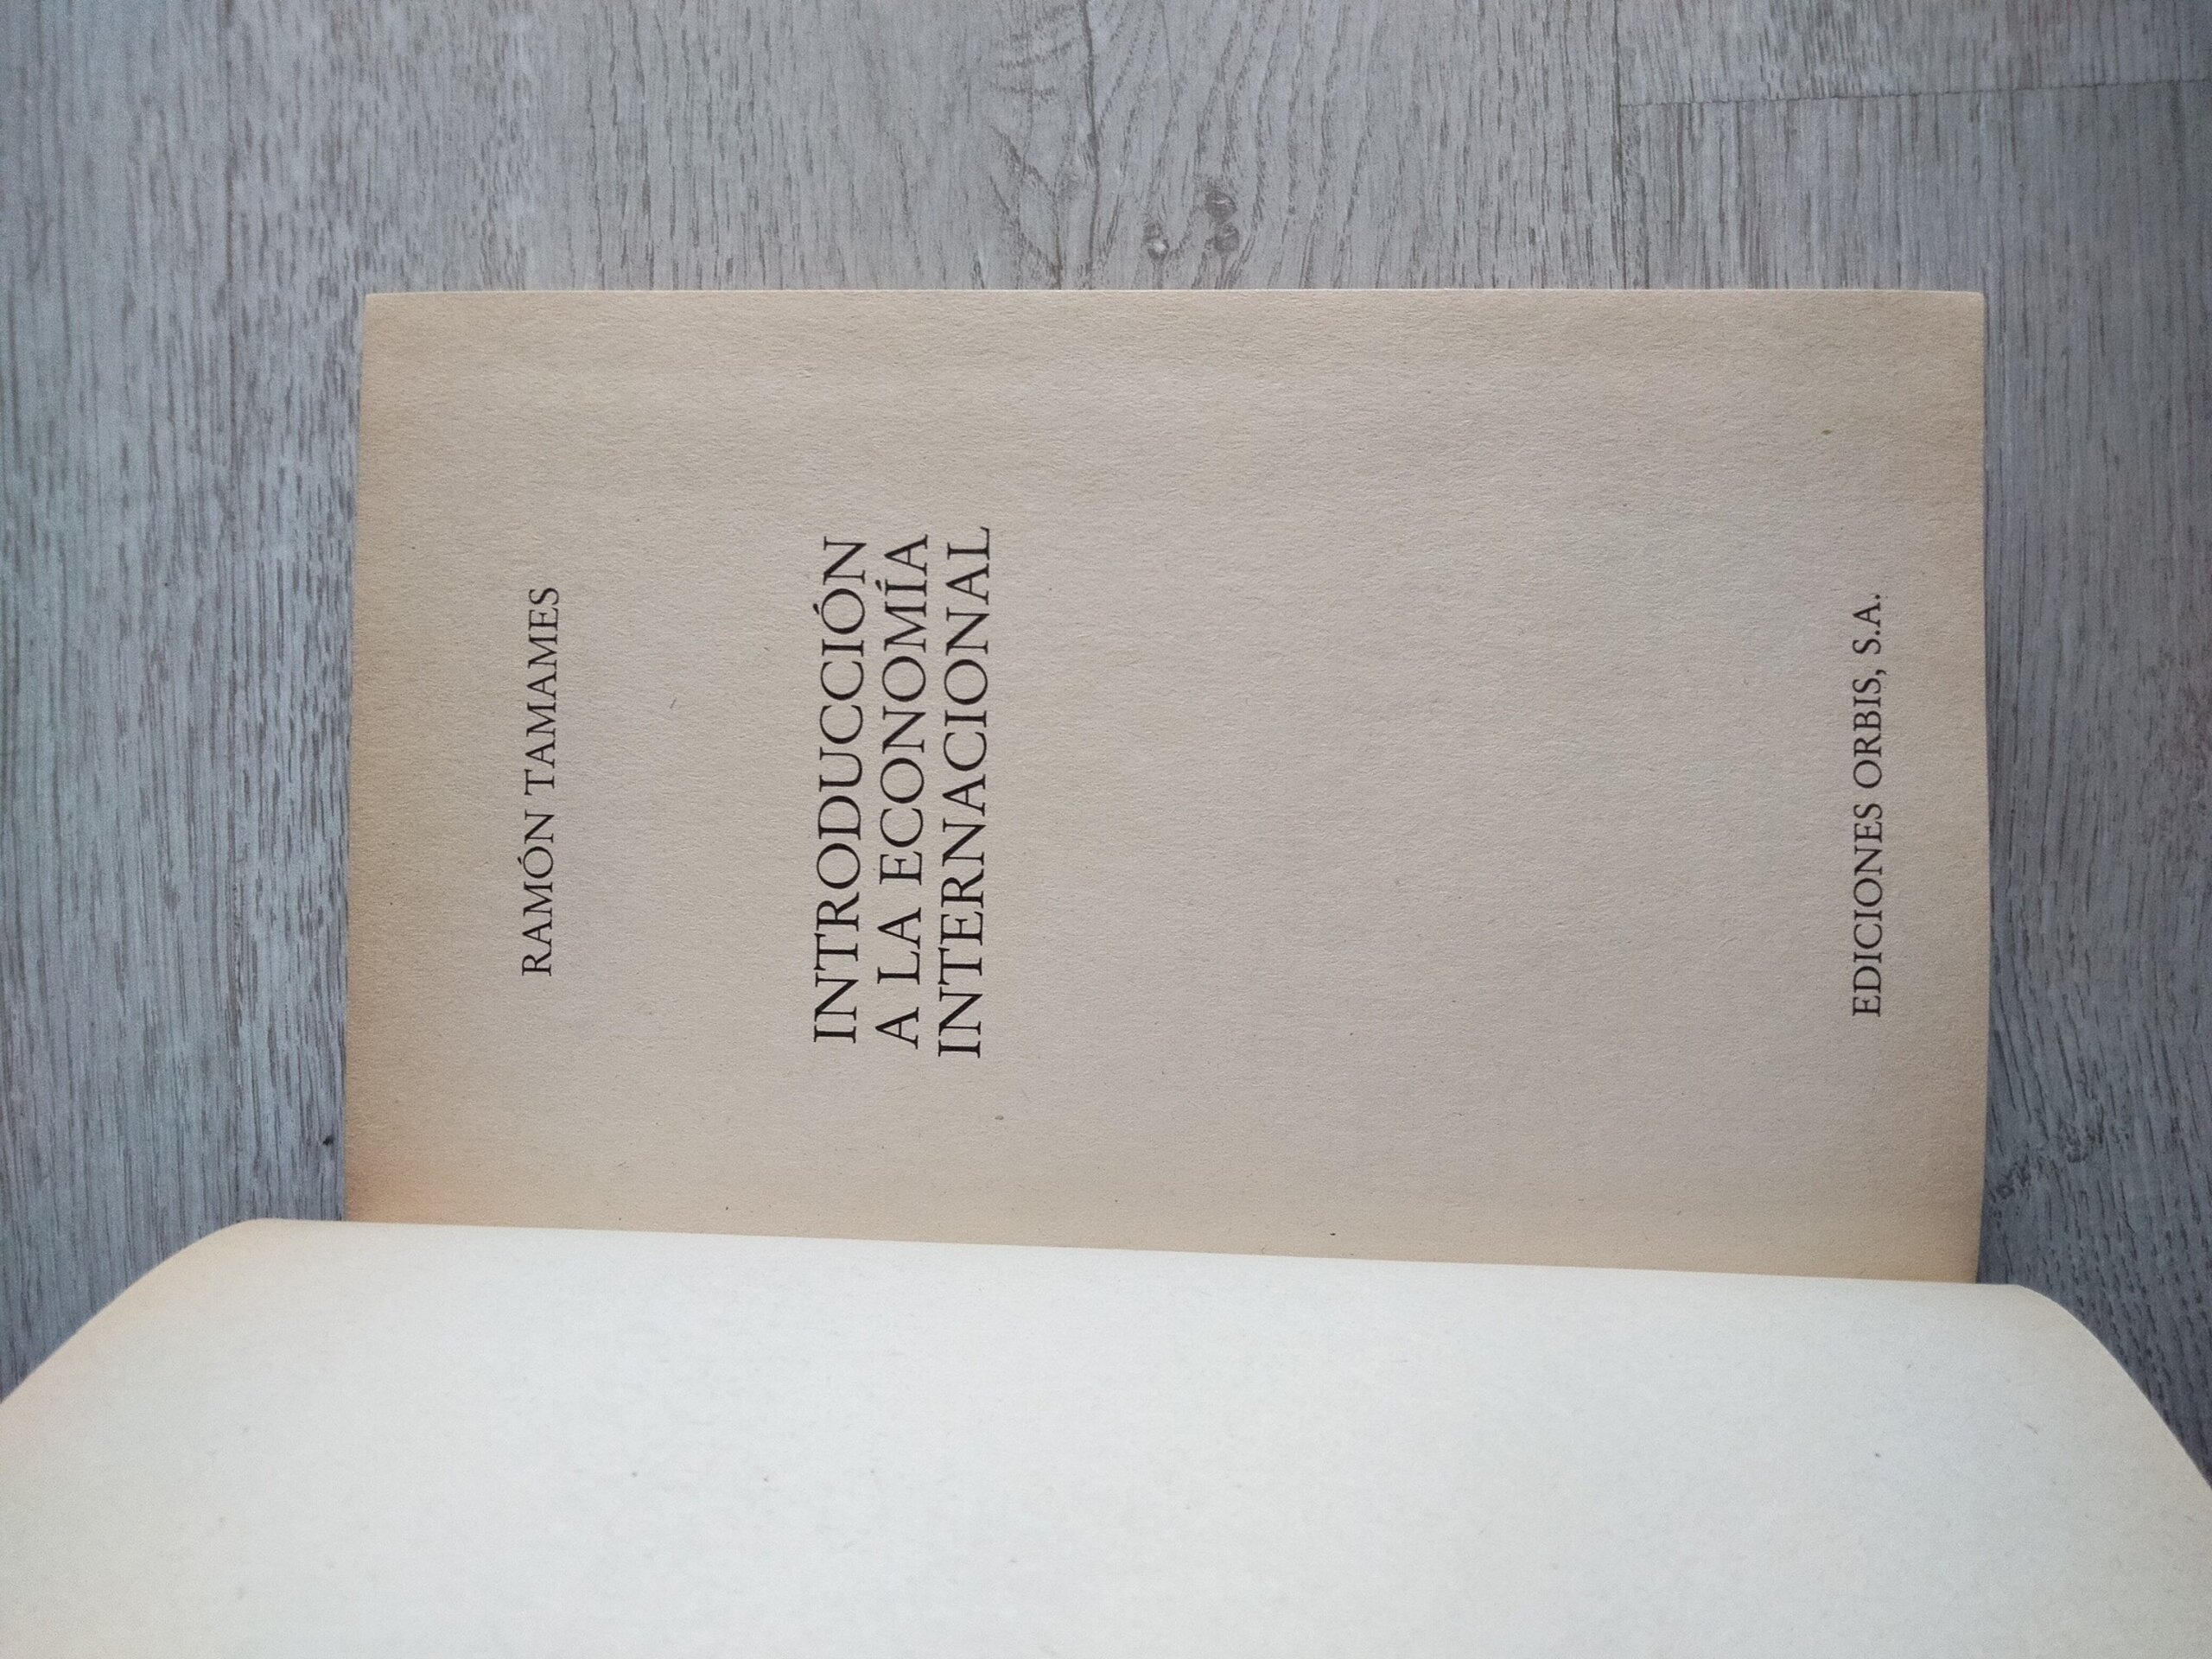 RAMÓN TAMAMES
INTRODUCCIÓN
A LA ECONOMÍA
INTERNACIONAL
EDICIONES ORBIS, S.A.